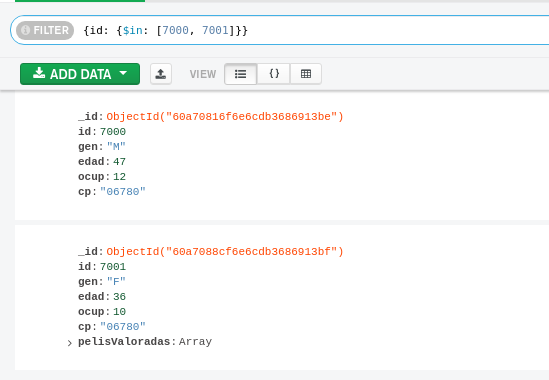 FILTER {id: {$in: [7000, 7001]}}
ADD DATA VIEW {}
_id: ObjectId("60a70816f6e6cdb3686913be")
id: 7000
gen: "M"
edad: 47
ocup: 12
cp: "06780"
_id: ObjectId("60a7088cf6e6cdb3686913bf")
id: 7001
gen: "F"
edad: 36
ocup: 10
cp: "06780"
pelisValoradas: Array